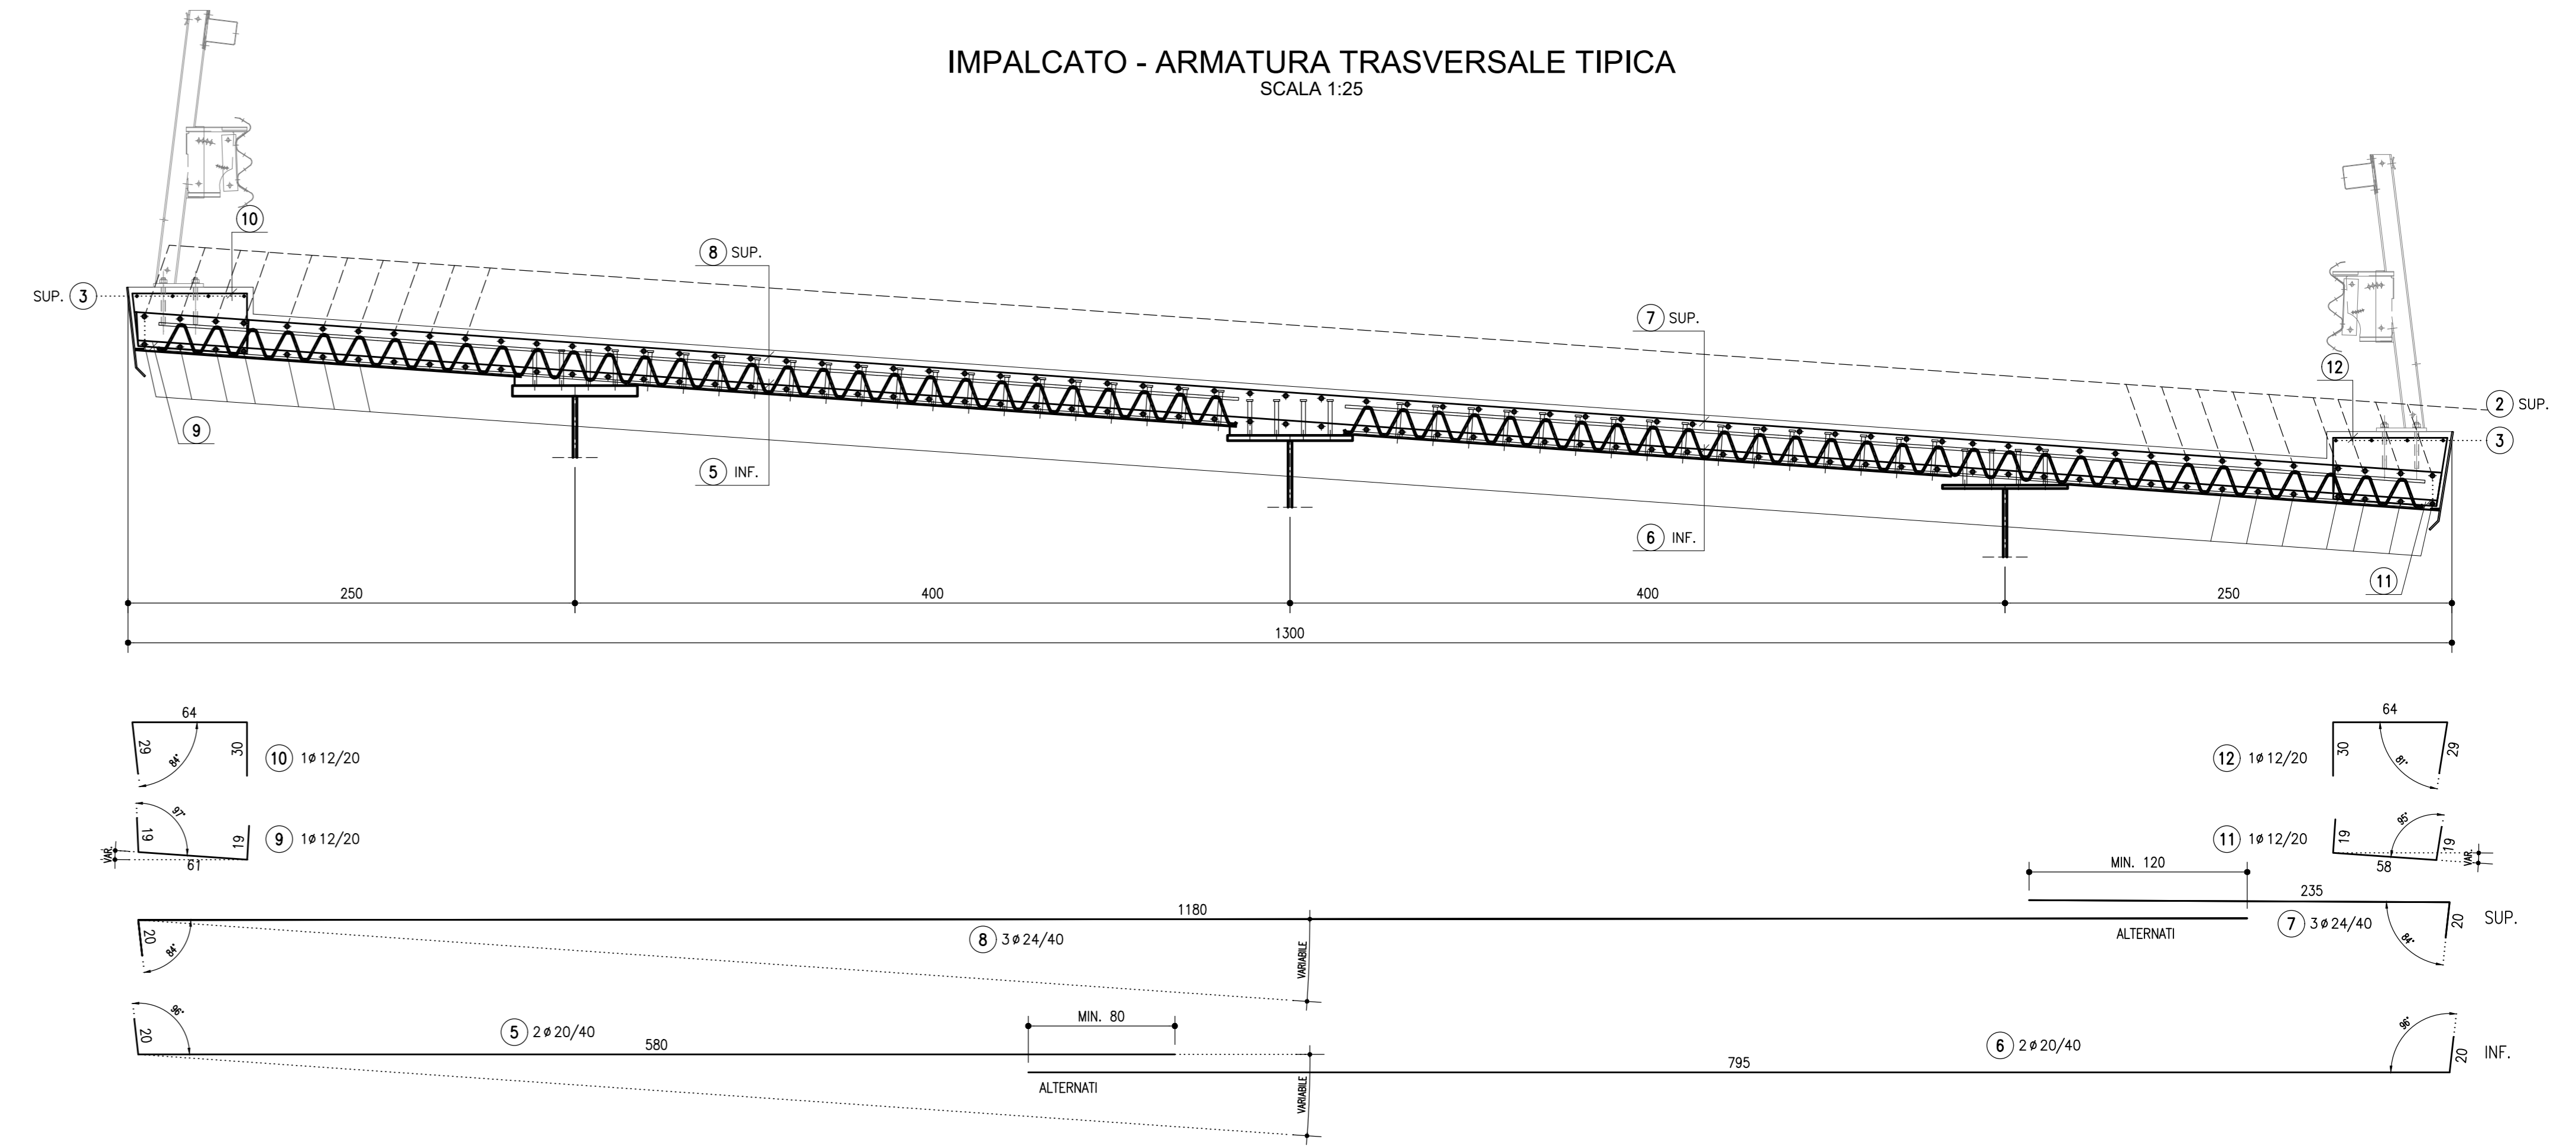 IMPALCATO - ARMATURA TRASVERSALE TIPICA
SCALA 1:25
10
8 SUP.
SUP. 3
7 SUP.
12
2 SUP.
3
9
5 INF.
6 INF.
11
250
400
400
250
1300
64
29
84°
30
10 1ø12/20
64
30
81°
29
12 1ø12/20
97°
19
19
9 1ø12/20
VAR.
61
95°
19
19
11 1ø12/20
VAR.
58
MIN. 120
235
1180
20
84°
8 3ø24/40
VARIABILE
ALTERNATI
7 3ø24/40
84°
20
SUP.
96°
20
5 2ø20/40
580
MIN. 80
ALTERNATI
VARIABILE
795
6 2ø20/40
96°
20
INF.